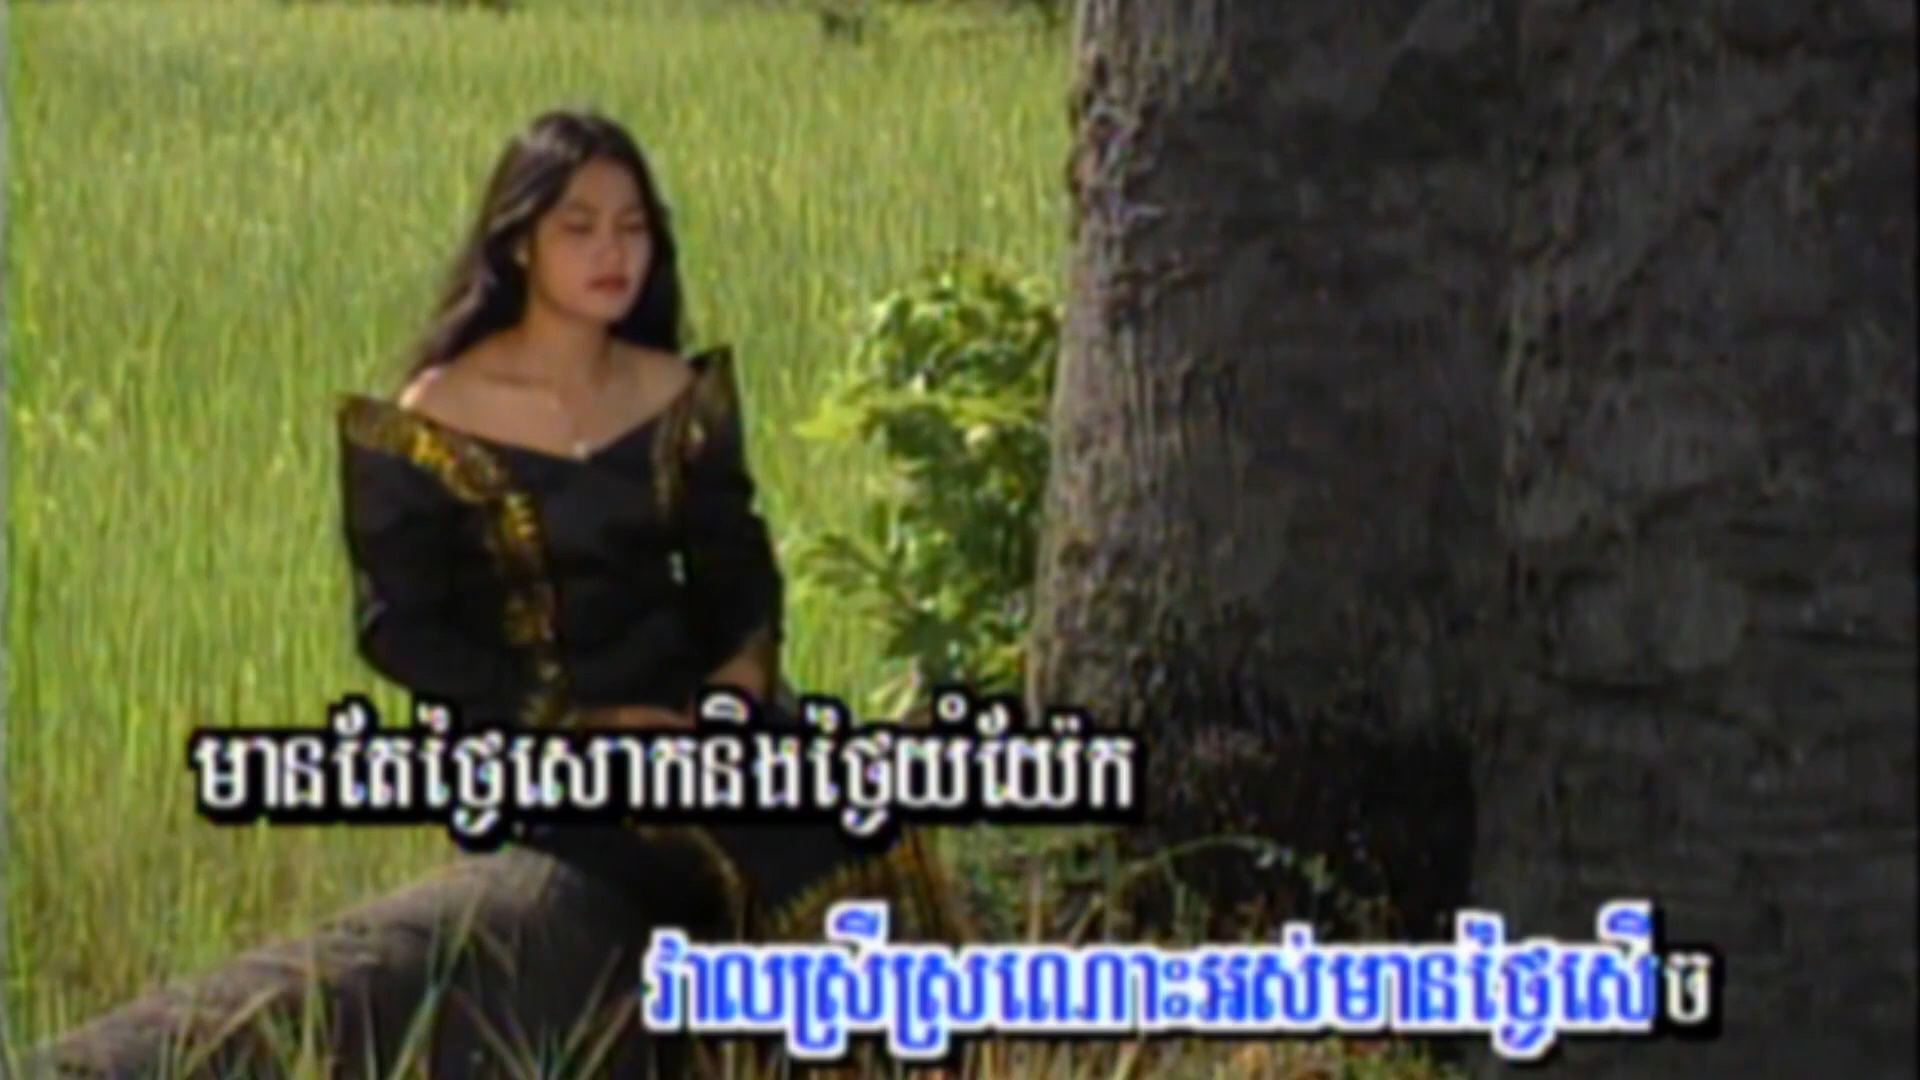 មានតែថ្ងៃសោកនិងថ្ងៃយំយ៉ែក
រាលស្រីស្រណោះអស់មានថ្ងៃសើច